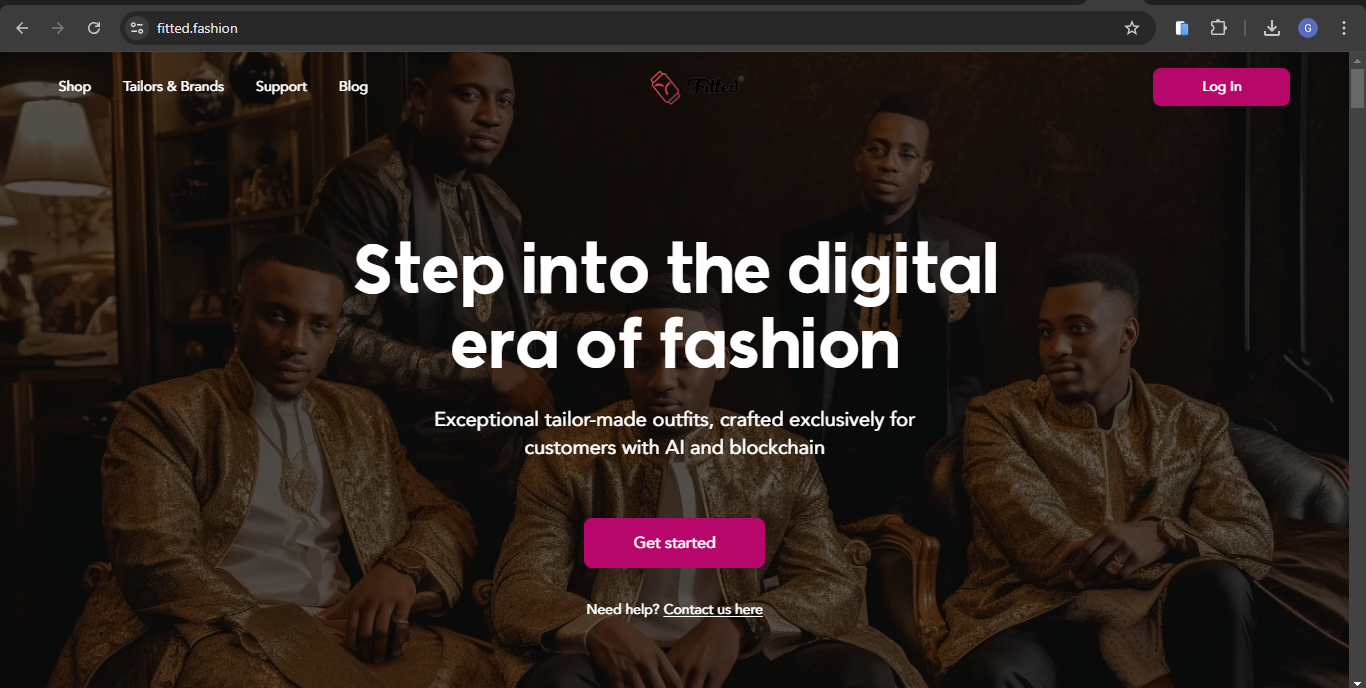 fitted.fashion
G
Shop Tailors & Brands Support Blog
Fitted
Log In
Step into the digital
era of fashion
Exceptional tailor-made outfits, crafted exclusively for
customers with AI and blockchain
Get started
Need help? Contact us here